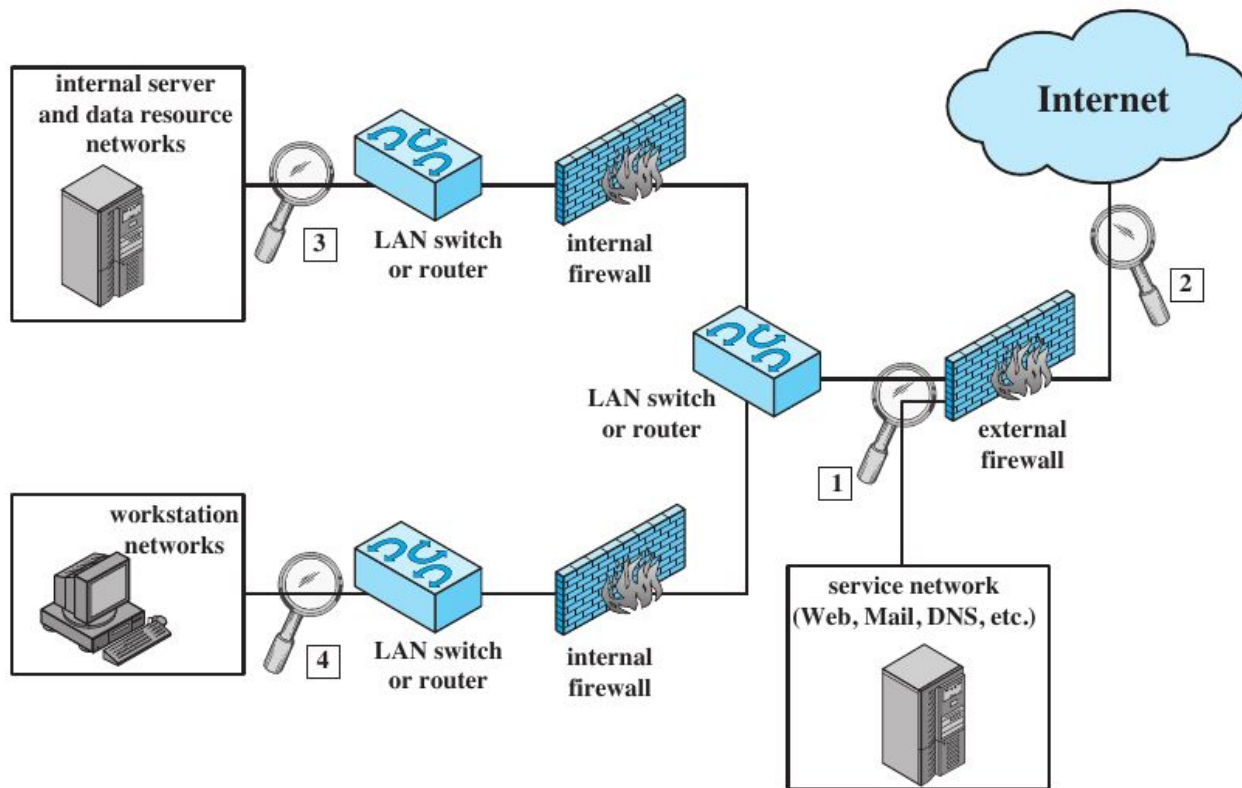 internal server
and data resource
networks
3
LAN switch
or router
internal
firewall
Internet
2
LAN switch
or router
1
external
firewall
workstation
networks
4
LAN switch
or router
internal
firewall
service network
(Web, Mail, DNS, etc.)